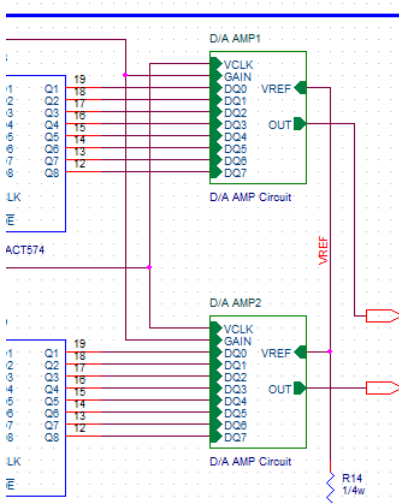 D/A AMP1
VCLK
GAIN
19 Q1 DQ0 VREF
18 Q2 DQ1
17 Q3 DQ2
16 Q4 DQ3 OUT
15 Q5 DQ4
14 Q6 DQ5
13 Q7 DQ6
12 Q8 DQ7
LK
D/A AMP Circuit
ACT574
VREF
D/A AMP2
VCLK
GAIN
19 Q1 DQ0 VREF
18 Q2 DQ1
17 Q3 DQ2
16 Q4 DQ3 OUT
15 Q5 DQ4
14 Q6 DQ5
13 Q7 DQ6
12 Q8 DQ7
LK
D/A AMP Circuit
R14
1/4w